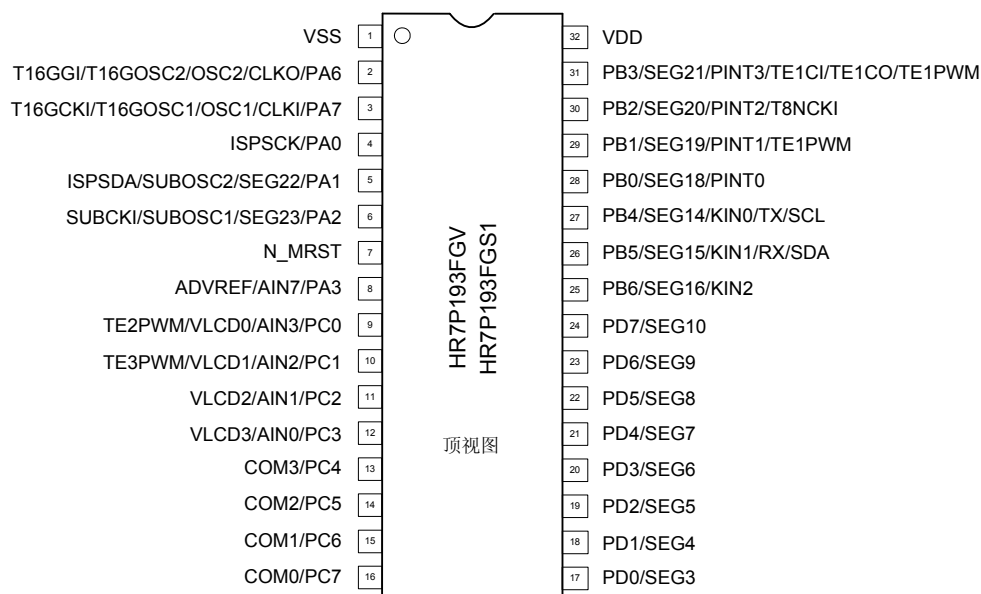 VSS 1 32 VDD
T16GGI/T16GOSC2/OSC2/CLKO/PA6 2 31 PB3/SEG21/PINT3/TE1CI/TE1CO/TE1PWM
T16GCKI/T16GOSC1/OSC1/CLKI/PA7 3 30 PB2/SEG20/PINT2/T8NCKI
ISPSCK/PA0 4 29 PB1/SEG19/PINT1/TE1PWM
ISPSDA/SUBOSC2/SEG22/PA1 5 28 PB0/SEG18/PINT0
SUBCKI/SUBOSC1/SEG23/PA2 6 27 PB4/SEG14/KIN0/TX/SCL
N_MRST 7 26 PB5/SEG15/KIN1/RX/SDA
ADVREF/AIN7/PA3 8 25 PB6/SEG16/KIN2
TE2PWM/VLCD0/AIN3/PC0 9 24 PD7/SEG10
TE3PWM/VLCD1/AIN2/PC1 10 23 PD6/SEG9
VLCD2/AIN1/PC2 11 22 PD5/SEG8
VLCD3/AIN0/PC3 12 21 PD4/SEG7
COM3/PC4 13 20 PD3/SEG6
COM2/PC5 14 19 PD2/SEG5
COM1/PC6 15 18 PD1/SEG4
COM0/PC7 16 17 PD0/SEG3
HR7P193FGV
HR7P193FGS1
顶视图